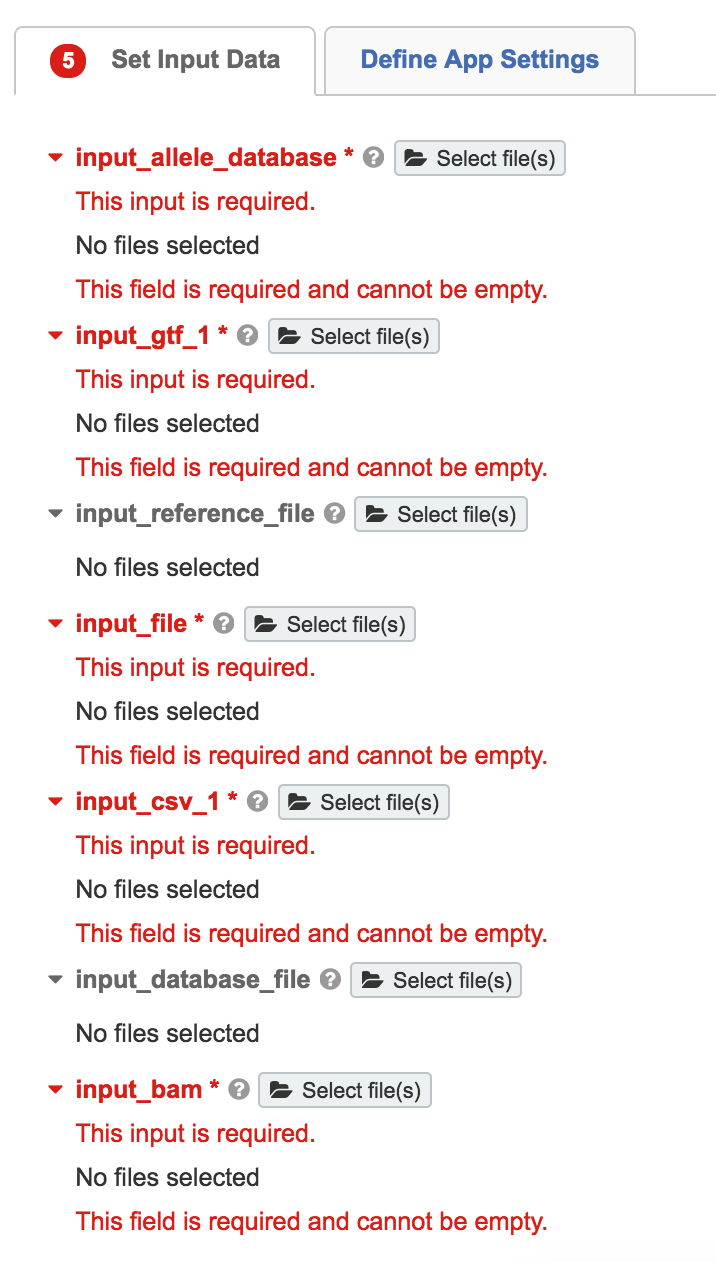 5 Set Input Data Define App Settings
input_allele_database * ? Select file(s)
This input is required.
No files selected
This field is required and cannot be empty.
input_gtf_1 * ? Select file(s)
This input is required.
No files selected
This field is required and cannot be empty.
input_reference_file ? Select file(s)
No files selected
input_file * ? Select file(s)
This input is required.
No files selected
This field is required and cannot be empty.
input_csv_1 * ? Select file(s)
This input is required.
No files selected
This field is required and cannot be empty.
input_database_file ? Select file(s)
No files selected
input_bam * ? Select file(s)
This input is required.
No files selected
This field is required and cannot be empty.